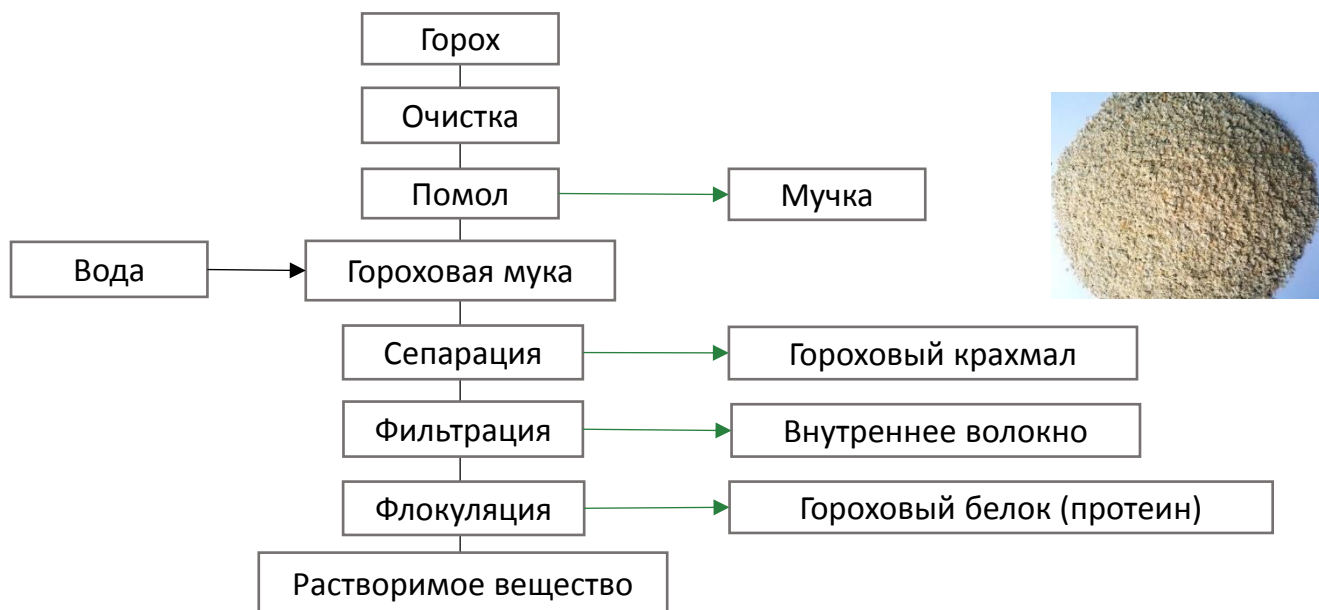 Горох
Очистка
Помол
Мучка
Вода
Гороховая мука
Сепарация
Гороховый крахмал
Фильтрация
Внутреннее волокно
Флокуляция
Гороховый белок (протеин)
Растворимое вещество